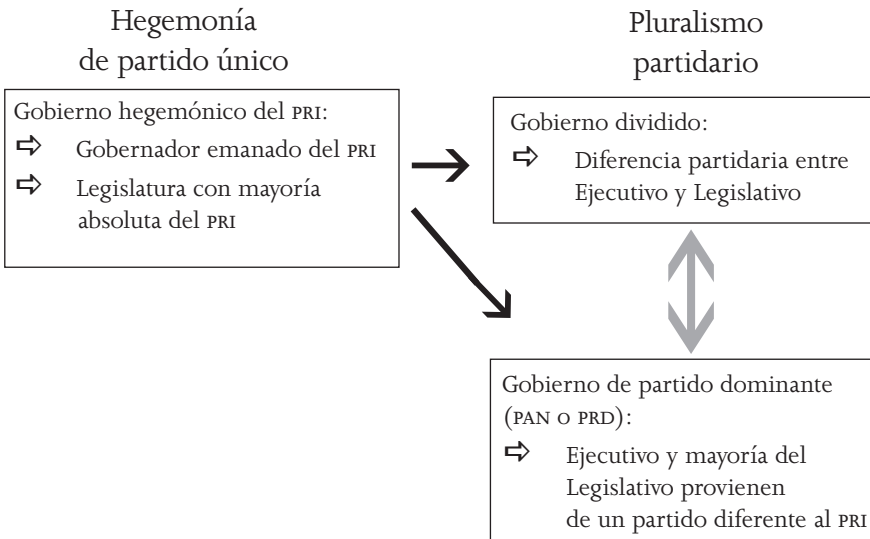 Hegemonía
de partido único
Gobierno hegemónico del PRI:
Gobernador emanado del PRI
Legislatura con mayoría
absoluta del PRI
Pluralismo
partidario
Gobierno dividido:
Diferencia partidaria entre
Ejecutivo y Legislativo
Gobierno de partido dominante
(PAN O PRD):
Ejecutivo y mayoría del
Legislativo provienen
de un partido diferente al PRI